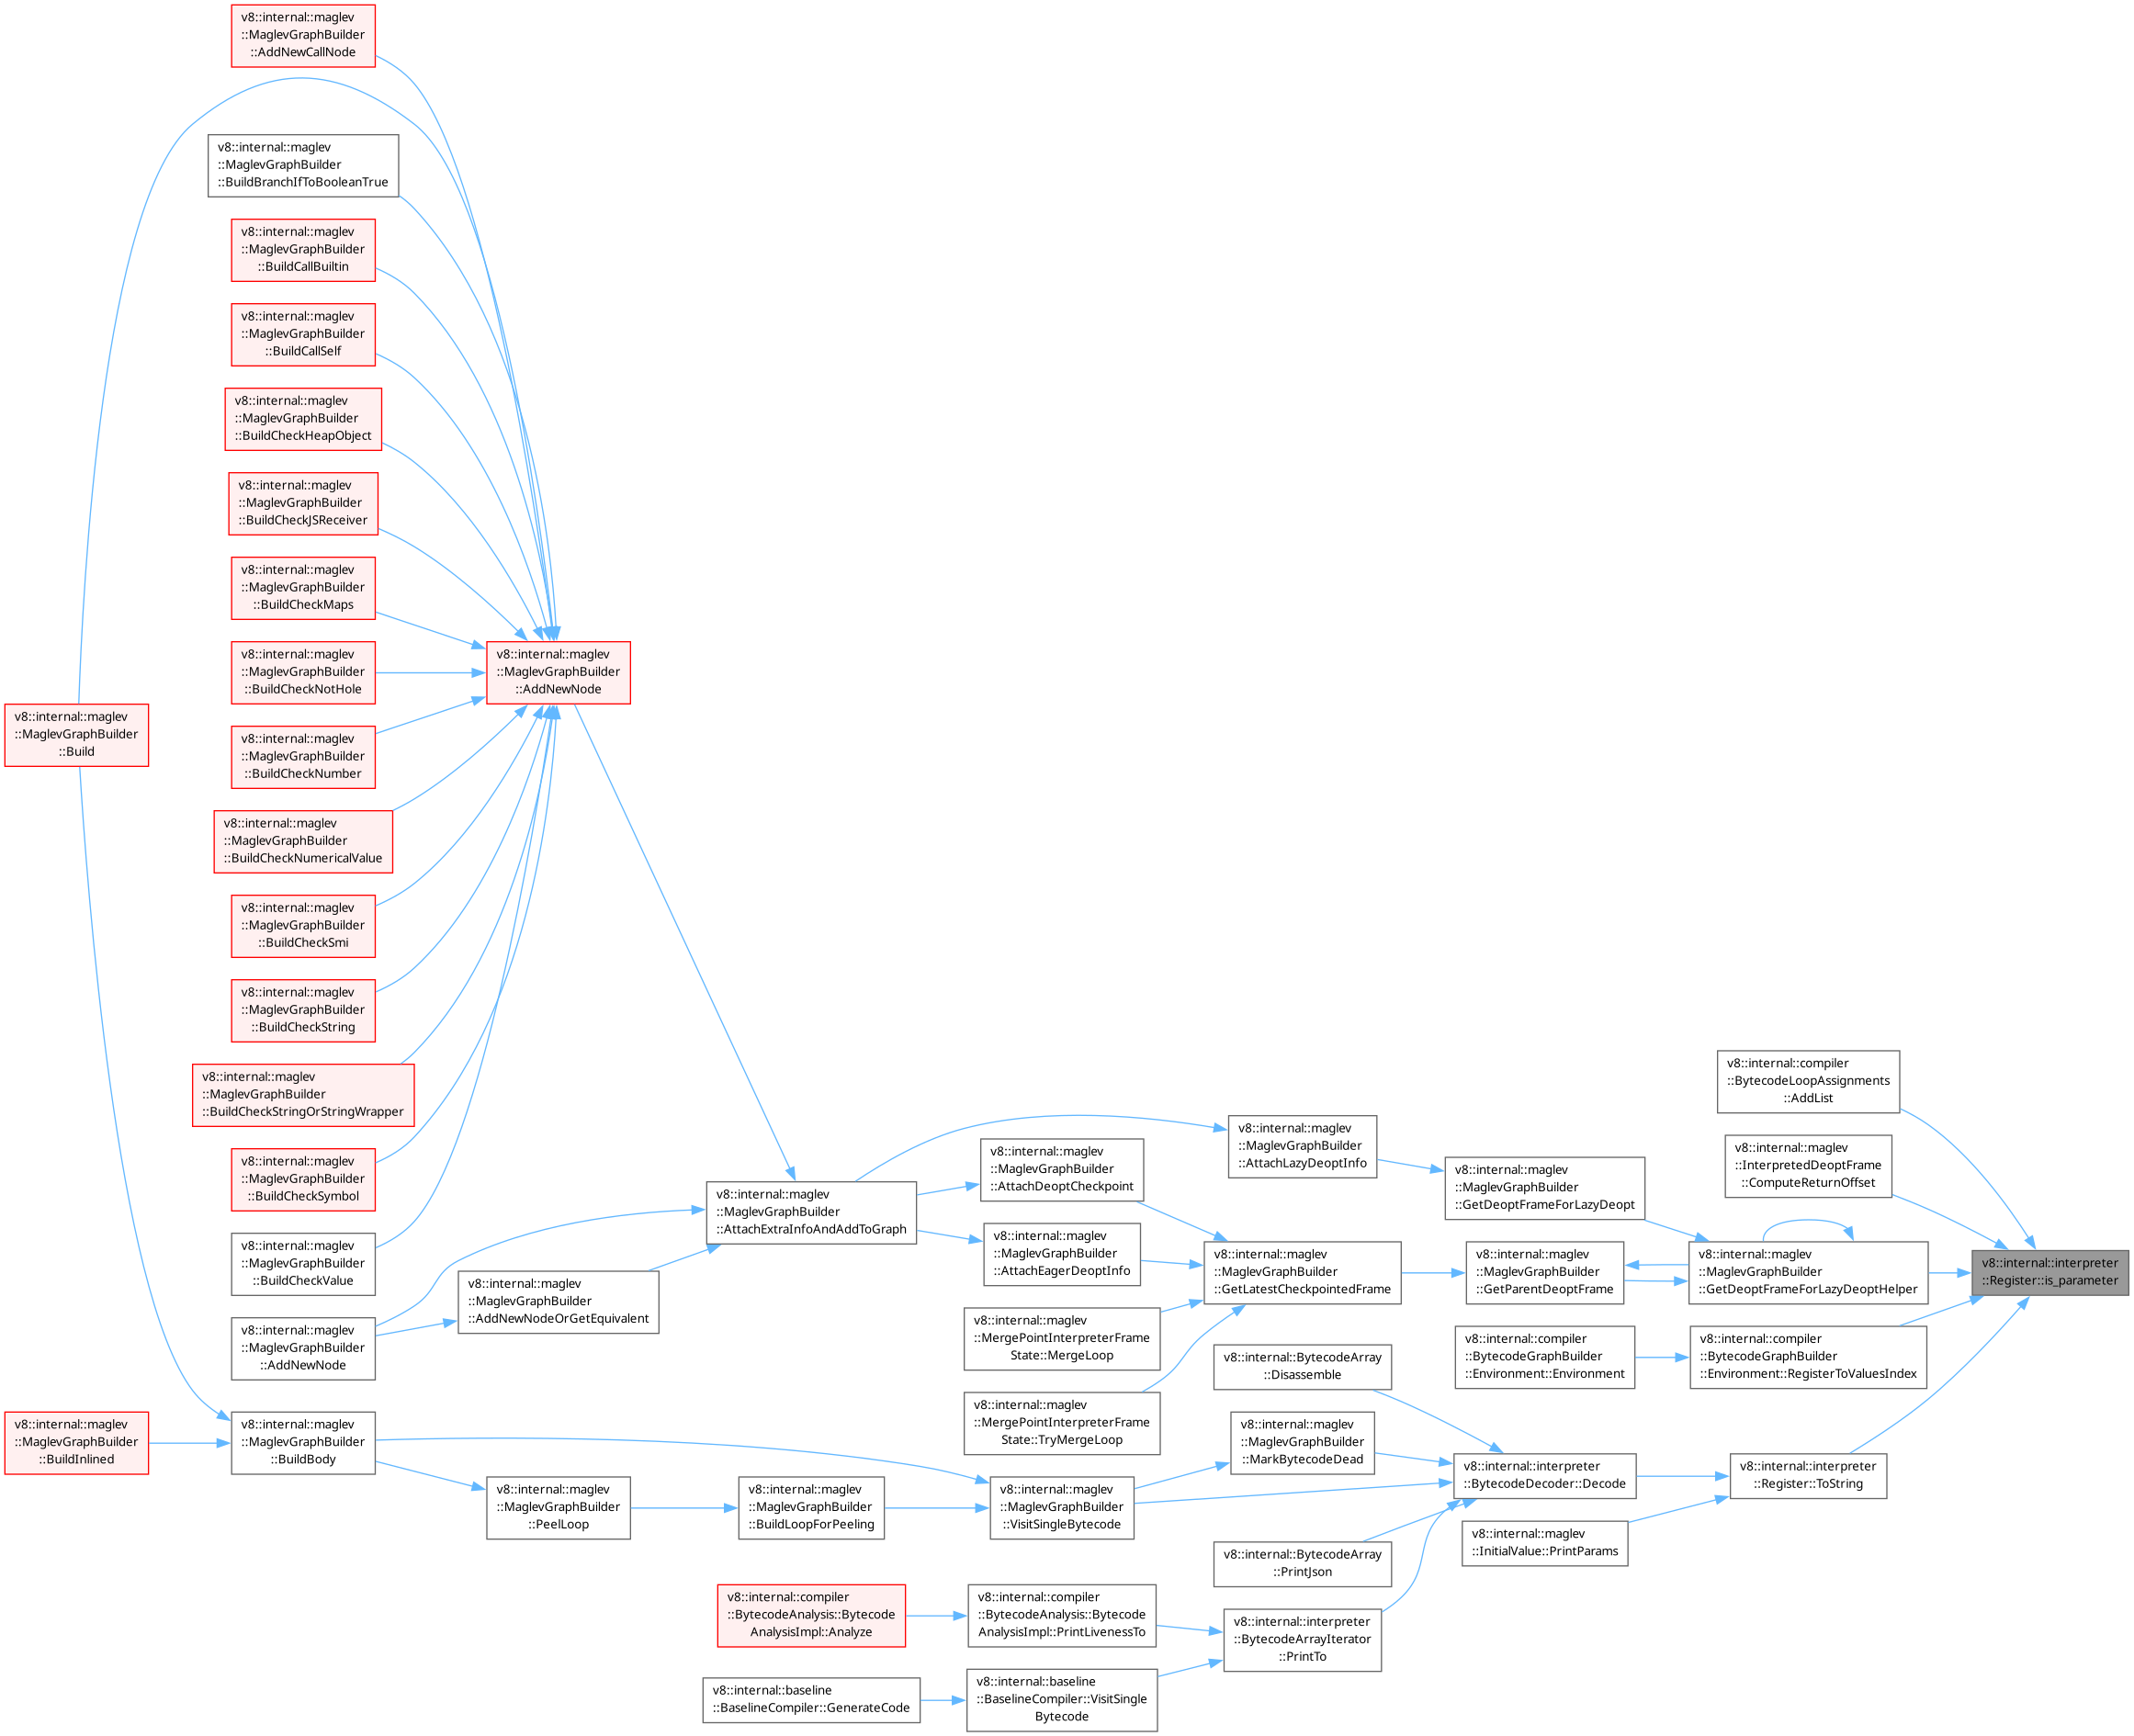 v8::internal::maglev
::MaglevGraphBuilder
::AddNewCallNode
v8::internal::maglev
::MaglevGraphBuilder
::BuildBranchIfToBooleanTrue
v8::internal::maglev
::MaglevGraphBuilder
::BuildCallBuiltin
v8::internal::maglev
::MaglevGraphBuilder
::BuildCallSelf
v8::internal::maglev
::MaglevGraphBuilder
::BuildCheckHeapObject
v8::internal::maglev
::MaglevGraphBuilder
::BuildCheckJSReceiver
v8::internal::maglev
::MaglevGraphBuilder
::BuildCheckMaps
v8::internal::maglev
::MaglevGraphBuilder
::BuildCheckNotHole
v8::internal::maglev
::MaglevGraphBuilder
::AddNewNode
v8::internal::maglev
::MaglevGraphBuilder
::Build
v8::internal::maglev
::MaglevGraphBuilder
::BuildCheckNumber
v8::internal::maglev
::MaglevGraphBuilder
::BuildCheckNumericalValue
v8::internal::maglev
::MaglevGraphBuilder
::BuildCheckSmi
v8::internal::maglev
::MaglevGraphBuilder
::BuildCheckString
v8::internal::maglev
::MaglevGraphBuilder
::BuildCheckStringOrStringWrapper
v8::internal::maglev
::MaglevGraphBuilder
::BuildCheckSymbol
v8::internal::maglev
::MaglevGraphBuilder
::BuildCheckValue
v8::internal::maglev
::MaglevGraphBuilder
::AddNewNode
v8::internal::maglev
::MaglevGraphBuilder
::AddNewNodeOrGetEquivalent
v8::internal::maglev
::MaglevGraphBuilder
::AttachExtraInfoAndAddToGraph
v8::internal::maglev
::MaglevGraphBuilder
::AttachDeoptCheckpoint
v8::internal::maglev
::MaglevGraphBuilder
::AttachEagerDeoptInfo
v8::internal::maglev
::MaglevGraphBuilder
::AttachLazyDeoptInfo
v8::internal::maglev
::MaglevGraphBuilder
::GetLatestCheckpointedFrame
v8::internal::maglev
::MergePointInterpreterFrame
State::MergeLoop
v8::internal::maglev
::MergePointInterpreterFrame
State::TryMergeLoop
v8::internal::maglev
::MaglevGraphBuilder
::GetDeoptFrameForLazyDeopt
v8::internal::maglev
::MaglevGraphBuilder
::GetParentDeoptFrame
v8::internal::compiler
::BytecodeLoopAssignments
::AddList
v8::internal::maglev
::InterpretedDeoptFrame
::ComputeReturnOffset
v8::internal::maglev
::MaglevGraphBuilder
::GetDeoptFrameForLazyDeoptHelper
v8::internal::interpreter
::Register::is_parameter
v8::internal::compiler
::BytecodeGraphBuilder
::Environment::Environment
v8::internal::compiler
::BytecodeGraphBuilder
::Environment::RegisterToValuesIndex
v8::internal::BytecodeArray
::Disassemble
v8::internal::maglev
::MaglevGraphBuilder
::MarkBytecodeDead
v8::internal::interpreter
::BytecodeDecoder::Decode
v8::internal::interpreter
::Register::ToString
v8::internal::maglev
::InitialValue::PrintParams
v8::internal::BytecodeArray
::PrintJson
v8::internal::interpreter
::BytecodeArrayIterator
::PrintTo
v8::internal::maglev
::MaglevGraphBuilder
::VisitSingleBytecode
v8::internal::maglev
::MaglevGraphBuilder
::BuildLoopForPeeling
v8::internal::maglev
::MaglevGraphBuilder
::PeelLoop
v8::internal::maglev
::MaglevGraphBuilder
::BuildBody
v8::internal::maglev
::MaglevGraphBuilder
::BuildInlined
v8::internal::compiler
::BytecodeAnalysis::Bytecode
AnalysisImpl::Analyze
v8::internal::compiler
::BytecodeAnalysis::Bytecode
AnalysisImpl::PrintLivenessTo
v8::internal::baseline
::BaselineCompiler::GenerateCode
v8::internal::baseline
::BaselineCompiler::VisitSingle
Bytecode